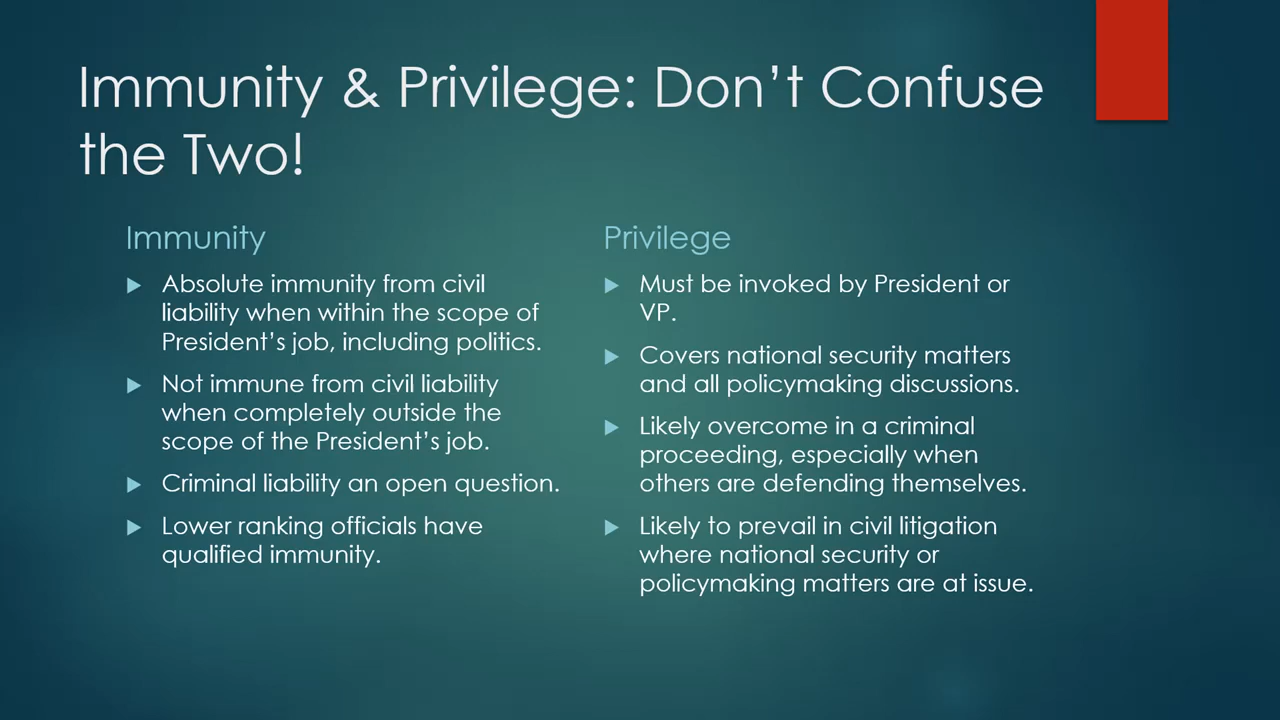 Immunity & Privilege: Don’t Confuse
the Two!
Immunity
Absolute immunity from civil
liability when within the scope of
President’s job, including politics.
Not immune from civil liability
when completely outside the
scope of the President’s job.
Criminal liability an open question.
Lower ranking officials have
qualified immunity.
Privilege
Must be invoked by President or
VP.
Covers national security matters
and all policymaking discussions.
Likely overcome in a criminal
proceeding, especially when
others are defending themselves.
Likely to prevail in civil litigation
where national security or
policymaking matters are at issue.